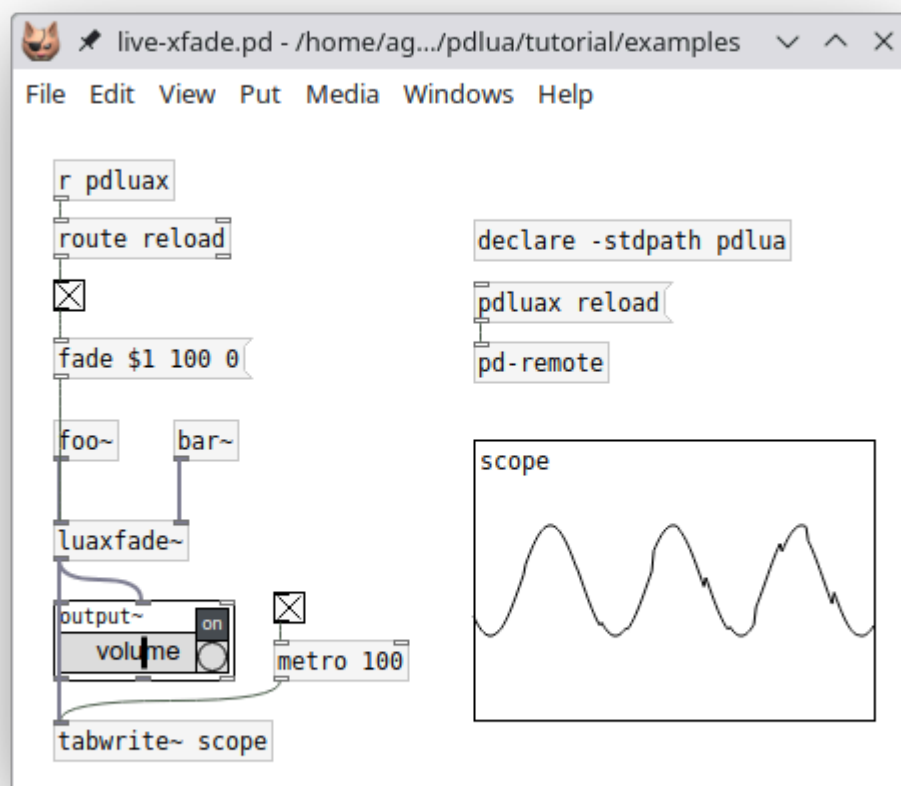 live-xfade.pd - /home/ag.../pdlua/tutorial/examples
File Edit View Put Media Windows Help
r pdluax
route reload
declare -stdpath pdlua
pdluax reload
fade $1 100 0
pd-remote
foo~
bar~
scope
luaxfade~
output~
on
volume
metro 100
tabwrite~ scope